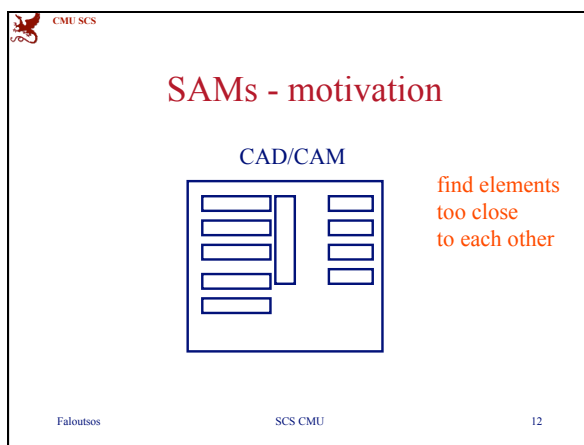 CMU SCS
SAMs - motivation
CAD/CAM
find elements
too close
to each other
Faloutsos
SCS CMU
12